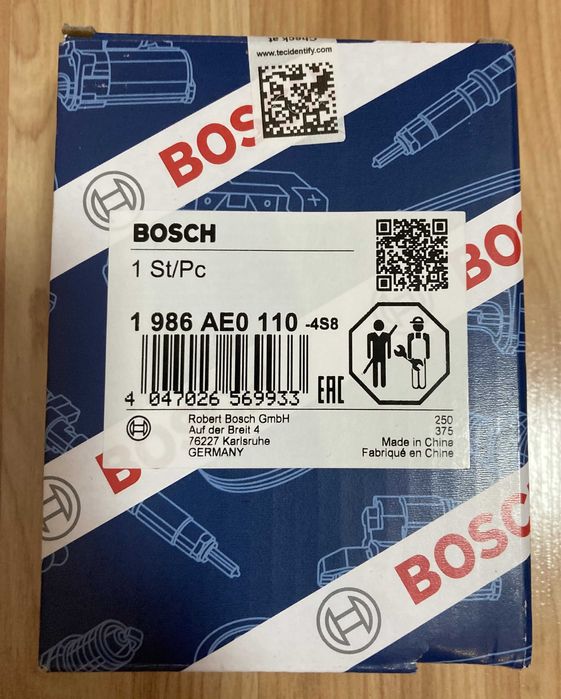 Check at
www.tecidentify.com
BOSCH
BOSCH
1 St/Pc
BOSCH
1 986 AE0 110 -4S8
4 047026 569933
EAC
Robert Bosch GmbH
Auf der Breit 4
76227 Karlsruhe
GERMANY
250
375
Made in China
Fabriqué en Chine
BOSCH
BOSCH